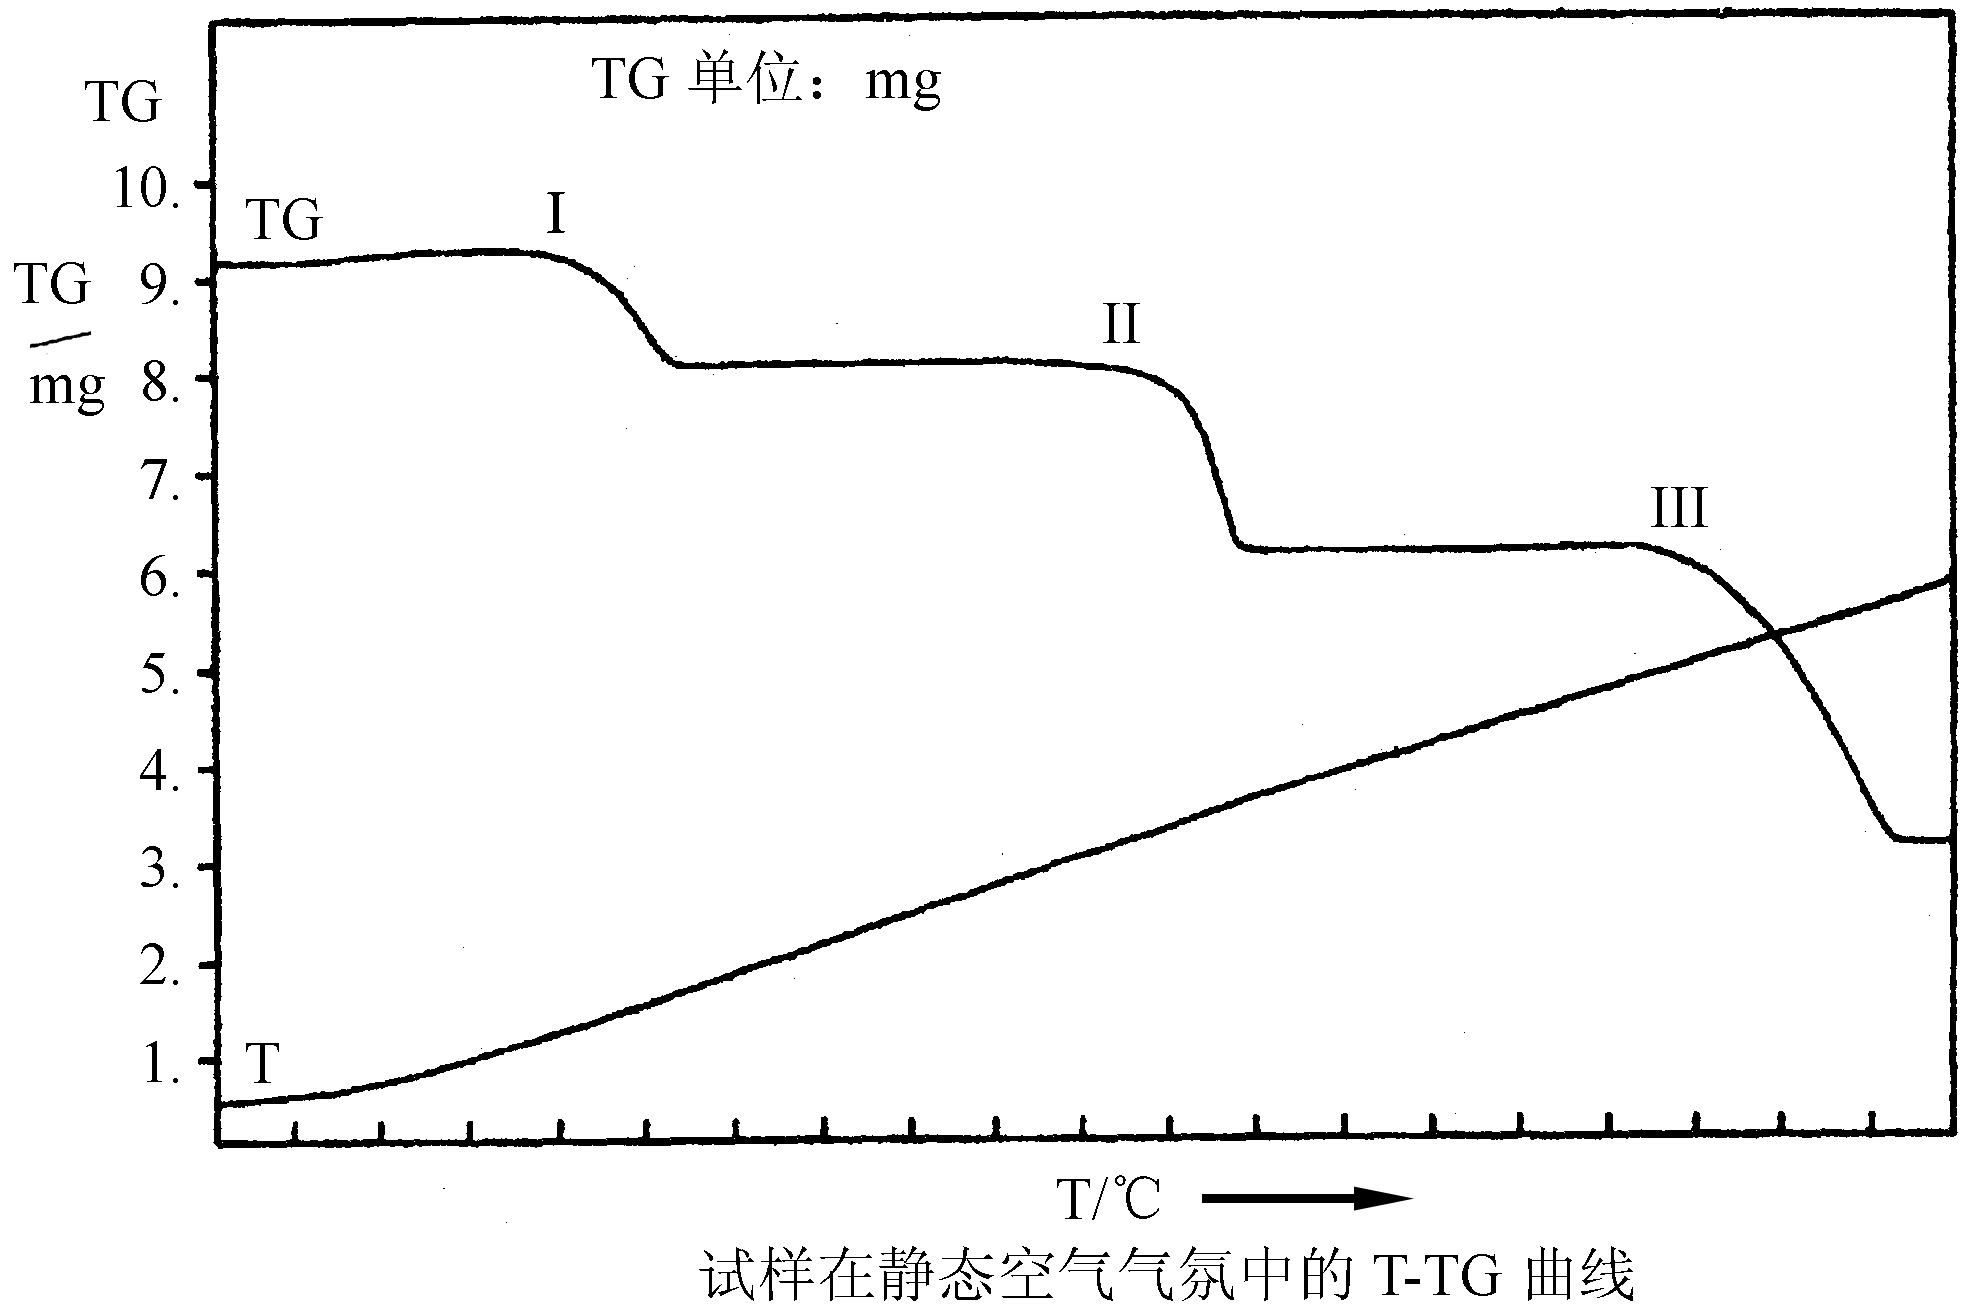 TG 单位：mg
TG
10.
TG
I
TG
/
mg
9.
II
8.
7.
III
6.
5.
4.
3.
2.
1.
T
T/℃
试样在静态空气气氛中的 T-TG 曲线